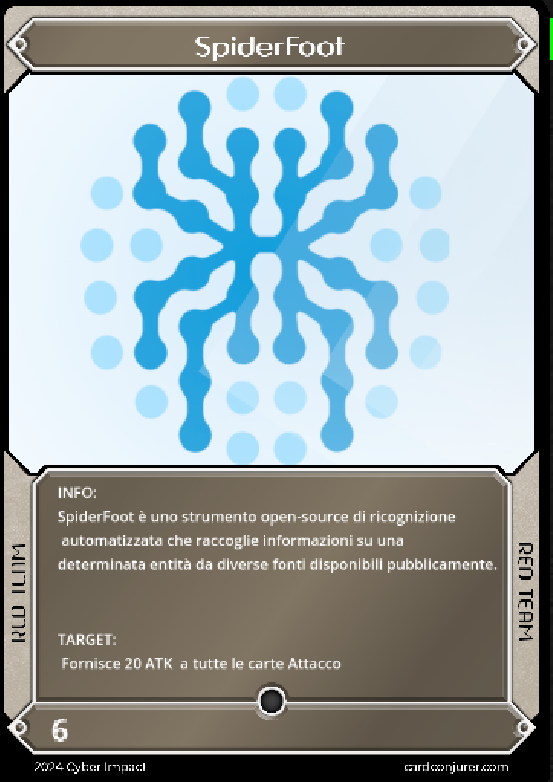 SpiderFoot
INFO:
SpiderFoot è uno strumento open-source di ricognizione
automatizzata che raccoglie informazioni su una
determinata entità da diverse fonti disponibili pubblicamente.
RED TEAM
RED TEAM
TARGET:
Fornisce 20 ATK a tutte le carte Attacco
6
2024 Cyber Impact
cardconjurer.com